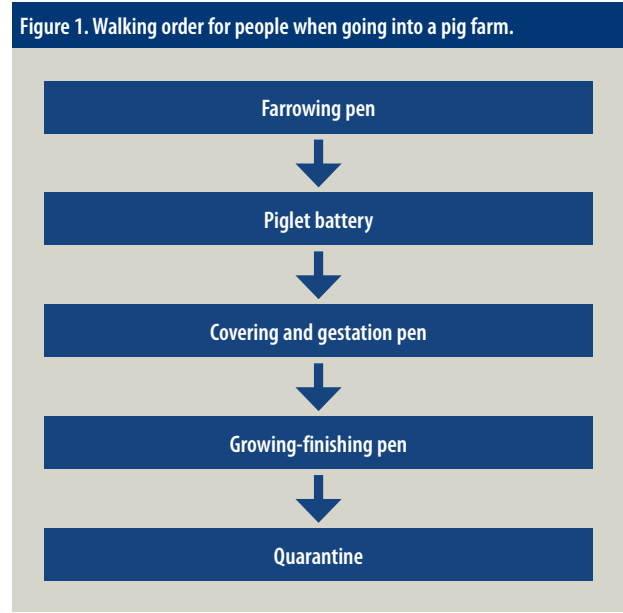 Figure 1. Walking order for people when going into a pig farm.
Farrowing pen
Piglet battery
Covering and gestation pen
Growing-finishing pen
Quarantine